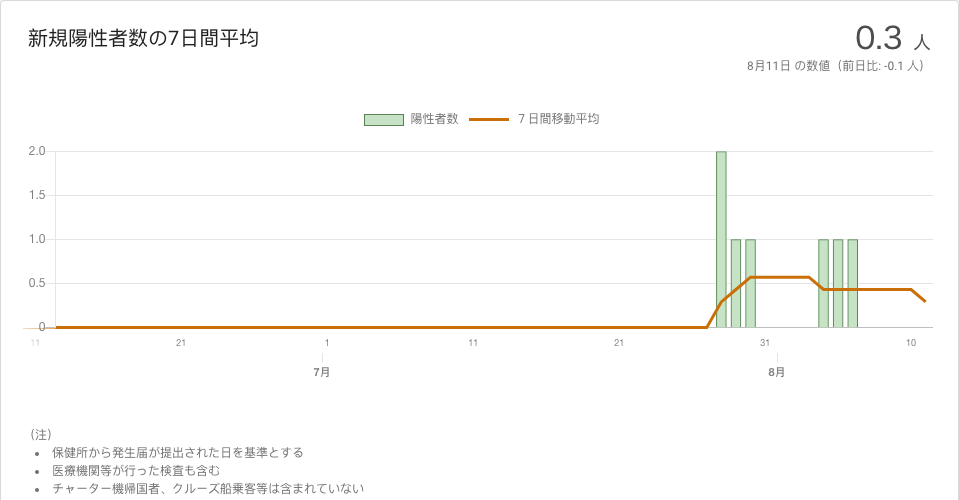 新規陽性者数の7日間平均
0.3 人
8月11日 の数値（前日比: -0.1 人）
陽性者数 7 日間移動平均
2.0
1.5
1.0
0.5
0
11 21 1 11 21 31 10
7月 8月
（注）
• 保健所から発生届が提出された日を基準とする
• 医療機関等が行った検査も含む
• チャーター機帰国者、クルーズ船乗客等は含まれていない